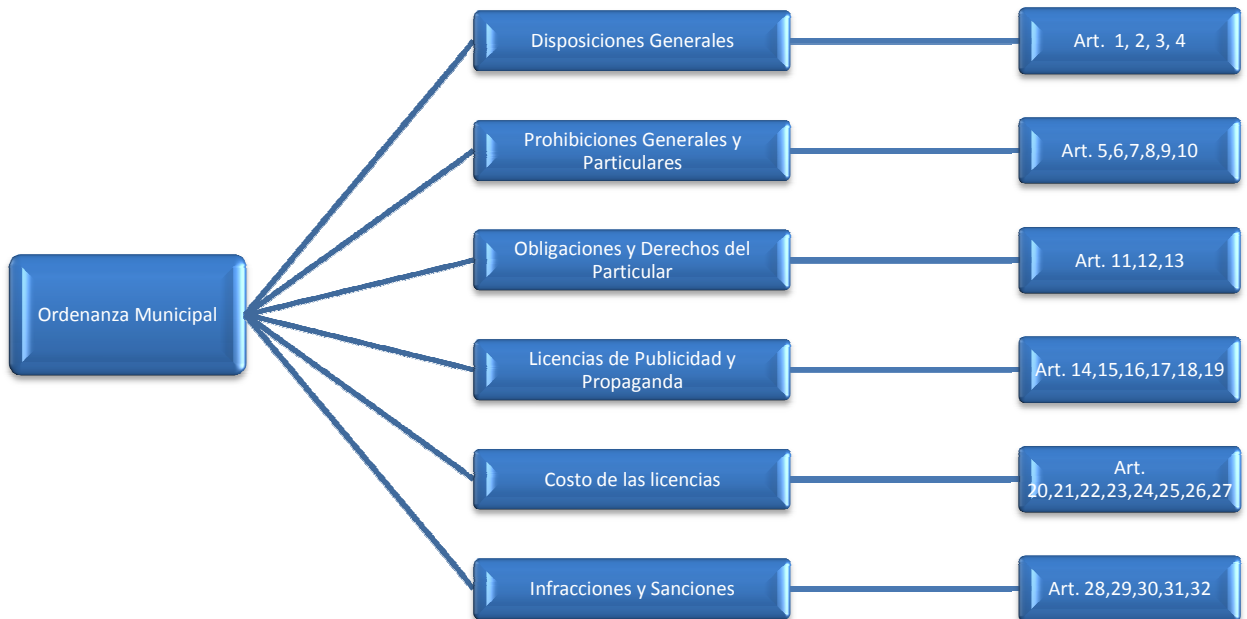 Disposiciones Generales
Art. 1, 2, 3, 4
Prohibiciones Generales y
Particulares
Art. 5,6,7,8,9,10
Obligaciones y Derechos del
Particular
Art. 11,12,13
Ordenanza Municipal
Licencias de Publicidad y
Propaganda
Art. 14,15,16,17,18,19
Costo de las licencias
Art.
20,21,22,23,24,25,26,27
Infracciones y Sanciones
Art. 28,29,30,31,32